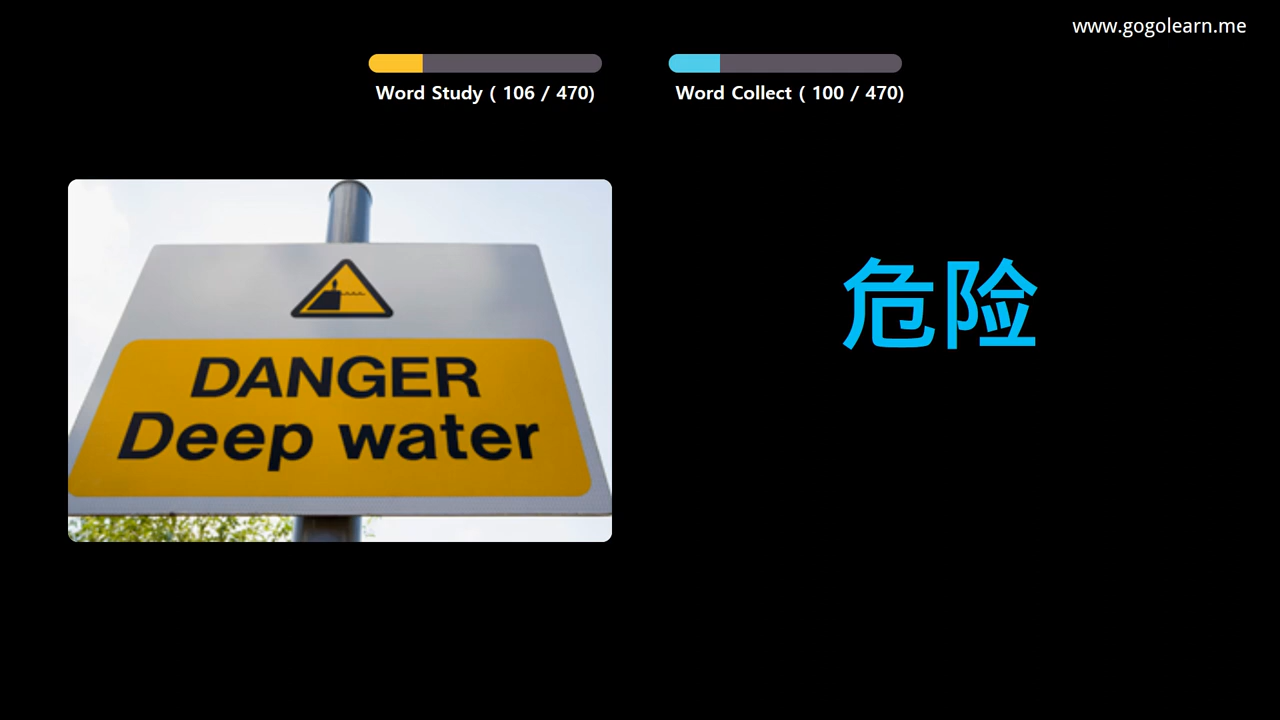 www.gogolearn.me
Word Study ( 106 / 470)
Word Collect ( 100 / 470)
DANGER
Deep water
危险